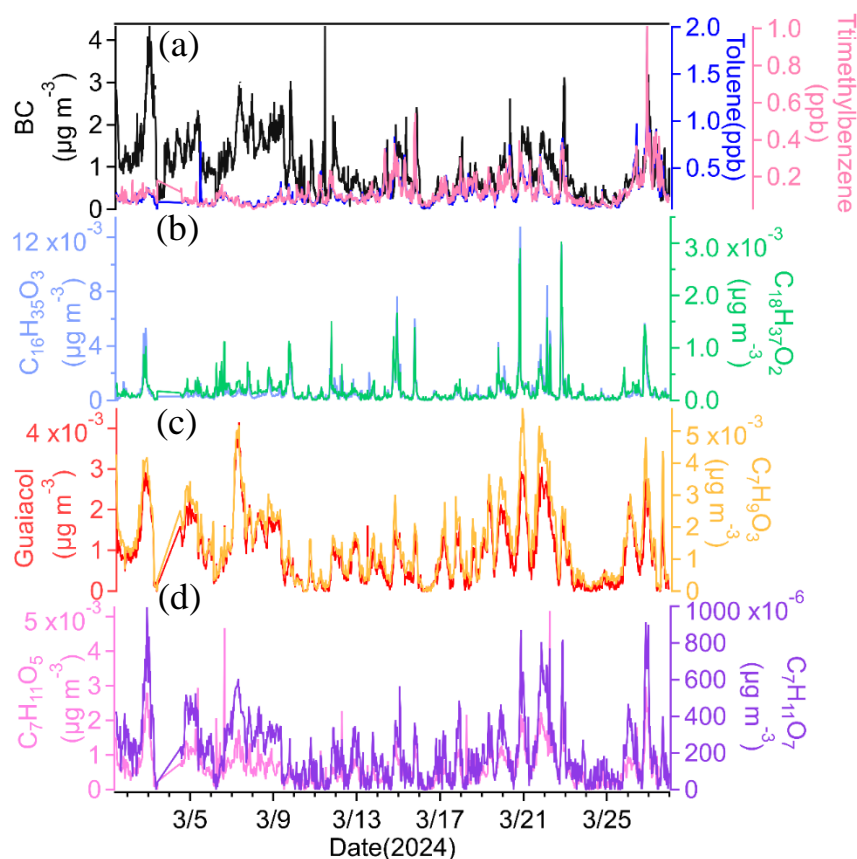 (a)
4
3
2
1
0
BC
(µg m⁻³)
2.0
1.5
1.0
0.5
Toluene(ppb)
1.0
0.8
0.6
0.4
0.2
Ttimethylbenzene
(ppb)
(b)
12 x10⁻³
8
4
0
C₁₆H₃₅O₃
(µg m⁻³)
3.0 x10⁻³
2.0
1.0
0.0
C₁₈H₃₇O₂
(µg m⁻³)
(c)
4 x10⁻³
3
2
1
0
Guaiacol
(µg m⁻³)
5 x10⁻³
4
3
2
1
0
C₇H₉O₃
(µg m⁻³)
(d)
5 x10⁻³
4
3
2
1
0
C₇H₁₁O₅
(µg m⁻³)
1000 x10⁻⁶
800
600
400
200
0
C₇H₁₁O₇
(µg m⁻³)
3/5 3/9 3/13 3/17 3/21 3/25
Date(2024)